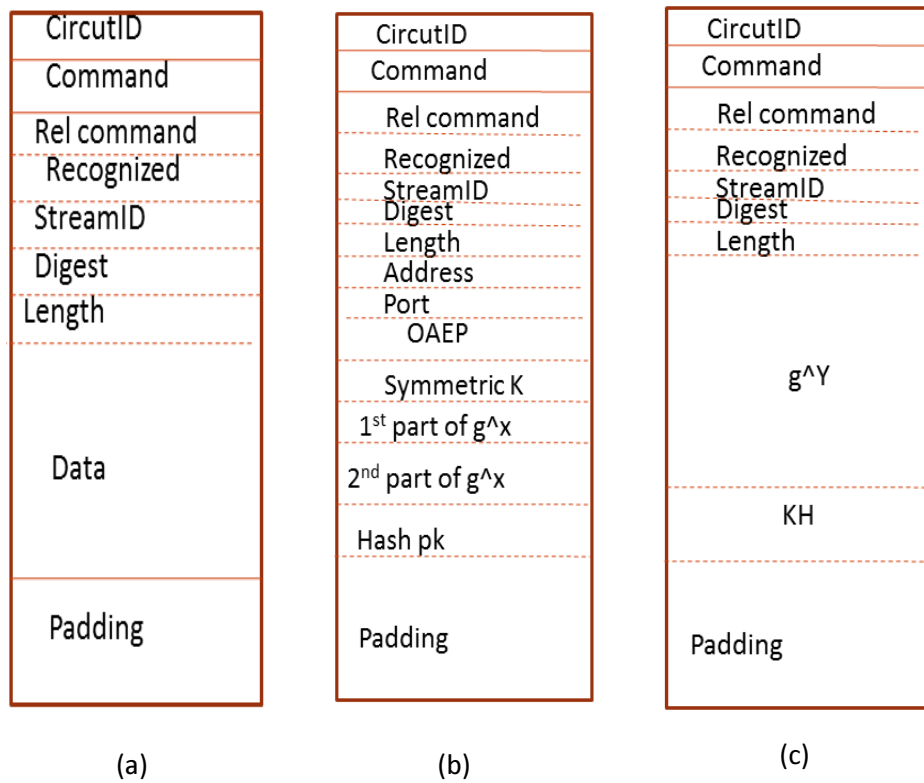 CircutID
Command
Rel command
Recognized
StreamID
Digest
Length
Data
Padding
(a)
CircutID
Command
Rel command
Recognized
StreamID
Digest
Length
Address
Port
OAEP
Symmetric K
1st part of g^x
2nd part of g^x
Hash pk
Padding
(b)
CircutID
Command
Rel command
Recognized
StreamID
Digest
Length
g^Y
KH
Padding
(c)